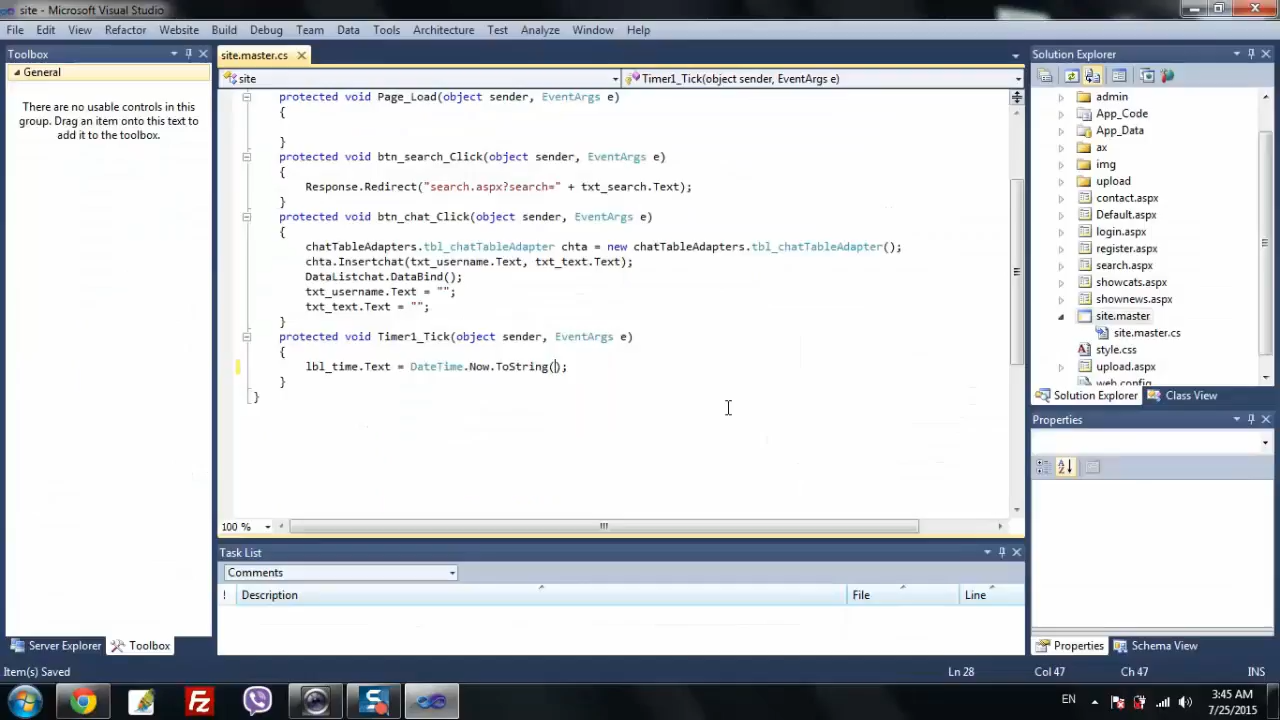 site - Microsoft Visual Studio
File Edit View Refactor Website Build Debug Team Data Tools Architecture Test Analyze Window Help
Toolbox
General
There are no usable controls in this
group. Drag an item onto this text to
add it to the toolbox.
Server Explorer Toolbox
site.master.cs
site Timer1_Tick(object sender, EventArgs e)
protected void Page_Load(object sender, EventArgs e)
{
}
protected void btn_search_Click(object sender, EventArgs e)
{
Response.Redirect("search.aspx?search=" + txt_search.Text);
}
protected void btn_chat_Click(object sender, EventArgs e)
{
chatTableAdapters.tbl_chatTableAdapter chta = new chatTableAdapters.tbl_chatTableAdapter();
chta.Insertchat(txt_username.Text, txt_text.Text);
DataListchat.DataBind();
txt_username.Text = "";
txt_text.Text = "";
}
protected void Timer1_Tick(object sender, EventArgs e)
{
lbl_time.Text = DateTime.Now.ToString();
}
}
100 %
Task List
Comments
! Description File Line
Solution Explorer
admin
App_Code
App_Data
ax
img
upload
contact.aspx
Default.aspx
login.aspx
register.aspx
search.aspx
showcats.aspx
shownews.aspx
site.master
site.master.cs
style.css
upload.aspx
web.config
Solution Explorer Class View
Properties
Properties Schema View
Item(s) Saved Ln 28 Col 47 Ch 47 INS
EN 3:45 AM
7/25/2015